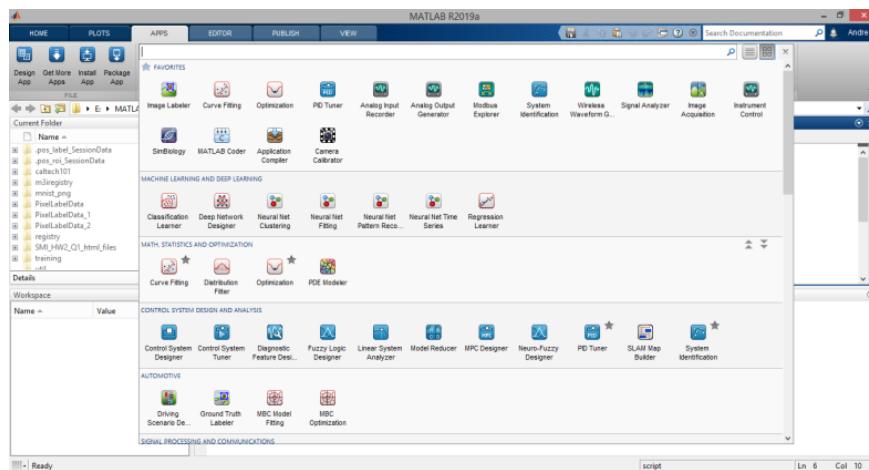 MATLAB R2019a
HOME PLOTS APPS EDITOR PUBLISH VIEW
Search Documentation
Andre
Design App
Get More Apps
Install App
Package App
FILE
E: MATLA
FAVORITES
Image Labeler
Curve Fitting
Optimization
PID Tuner
Analog Input Recorder
Analog Output Generator
Modbus Explorer
System Identification
Wireless Waveform G...
Signal Analyzer
Image Acquisition
Instrument Control
SimBiology
MATLAB Coder
Application Compiler
Camera Calibrator
MACHINE LEARNING AND DEEP LEARNING
Classification Learner
Deep Network Designer
Neural Net Clustering
Neural Net Fitting
Neural Net Pattern Reco...
Neural Net Time Series
Regression Learner
MATH, STATISTICS AND OPTIMIZATION
Curve Fitting
Distribution Fitter
Optimization
PDE Modeler
CONTROL SYSTEM DESIGN AND ANALYSIS
Control System Designer
Control System Tuner
Diagnostic Feature Desi...
Fuzzy Logic Designer
Linear System Analyzer
Model Reducer
MPC Designer
Neuro-Fuzzy Designer
PID Tuner
SLAM Map Builder
System Identification
AUTOMOTIVE
Driving Scenario De...
Ground Truth Labeler
MBC Model Fitting
MBC Optimization
SIGNAL PROCESSING AND COMMUNICATIONS
Current Folder
Name
.pos_label_SessionData
.pos_roi_SessionData
caltech101
m3iregistry
mnist_png
PixelLabelData
PixelLabelData_1
PixelLabelData_2
registry
SMI_HW2_Q1_html_files
training
util
Details
Workspace
Name Value
Ready
script
Ln 6 Col 10